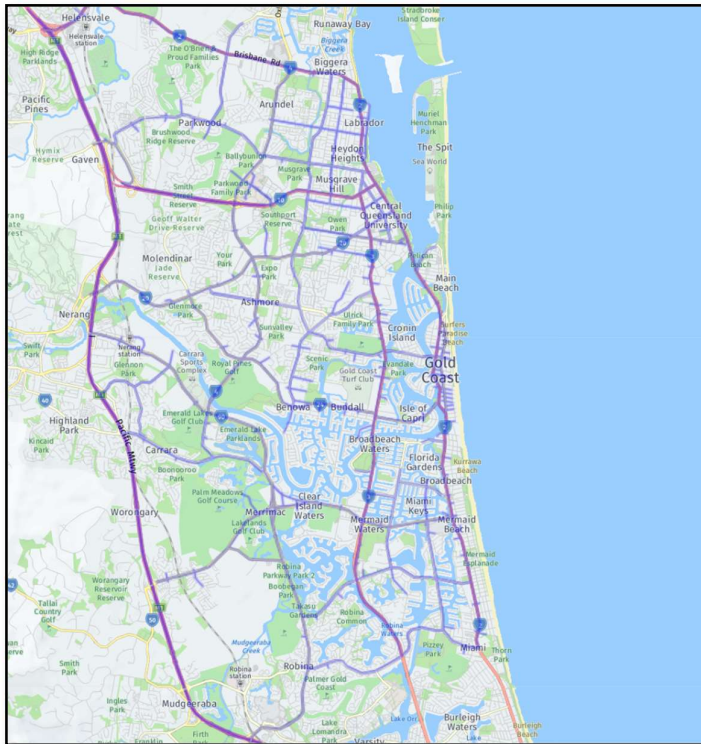 Stradbroke
Island Conser
Helensvale
Runaway Bay
Helensvale
station
Biggera
Creek
High Ridge
Parklands
The O'Brien &
Proud Families
Park
Brisbane Rd
Biggera
Waters
Pacific
Pines
Arundel
Muriel
Henchman
Park
Parkwood
Labrador
Hymix
Reserve
Brushwood
Ridge Reserve
Heydon
Heights
The Spit
Sea World
Gaven
Ballybunion
Park
Musgrave
Park
Musgrave
Hill
Smith
Street
Reserve
Parkwood
Family Park
Geoff Walter
Drive-Reserve
Southport
Reserve
Owen
Park
Central
Queensland
University
Philip
Park
Molendinar
Jade
Reserve
Your
Park
Expo
Park
Pelican
Beach
Main
Beach
Glenmore
Park
Ashmore
Nerang
Ulrick
Family Park
Cronin
Island
Surfers
Paradise
Beach
Sunvalley
Park
Swift
Park
Nerang
station
Glennon
Park
Carrara
Sports
Complex
Royal Pines
Golf
Scenic
Park
Gold Coast
Turf Club
Evandale
Park
Gold
Coast
M1
40
Highland
Park
Kincaid
Park
Pacific Mwy
Emerald Lakes
Golf Club
Emerald Lake
Parklands
Benowa
Bundall
Isle of
Capri
Carrara
Boonooroo
Park
Broadbeach
Waters
Florida
Gardens
Broadbeach
Kurrawa
Beach
Palm Meadows
Golf Course
Clear
Island
Waters
Miami
Keys
Worongary
Merrimac
Lakelands
Golf Club
Mermaid
Waters
Mermaid
Beach
Mermaid
Esplanade
Worongary
Reservoir
Reserve
Robina
Parkway Park 2
Boobegan
Park
Tallai
Country
Golf
M1
50
Takasu
Gardens
Robina
Common
Robina
Waters
Mudgeeraba
Creek
Pizzey
Park
Miami
Thorn
Park
Smith
Park
Robina
Robina
station
Palmer Gold
Coast
Ingles
Park
Mudgeeraba
Lake
Lomandra
Park
Lake Orr
Burleigh
Waters
Burleigh
Beach
Franklin
Firth
Park
Varsity
Lake